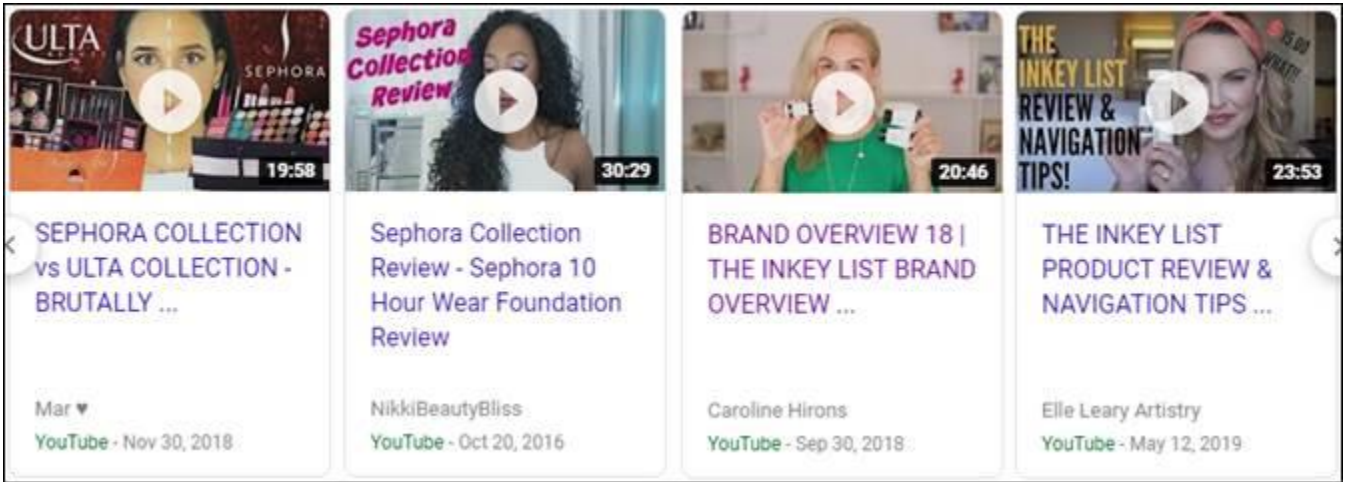 ULTA
BEAUTY
SEPHORA
19:58
SEPHORA COLLECTION
vs ULTA COLLECTION -
BRUTALLY ...
Mar ♥
YouTube - Nov 30, 2018
Sephora
Collection
Review
30:29
Sephora Collection
Review - Sephora 10
Hour Wear Foundation
Review
NikkiBeautyBliss
YouTube - Oct 20, 2016
20:46
BRAND OVERVIEW 18 |
THE INKEY LIST BRAND
OVERVIEW ...
Caroline Hirons
YouTube - Sep 30, 2018
THE
INKEY LIST
REVIEW &
NAVIGATION
TIPS!
WHAT!!
23:53
THE INKEY LIST
PRODUCT REVIEW &
NAVIGATION TIPS ...
Elle Leary Artistry
YouTube - May 12, 2019